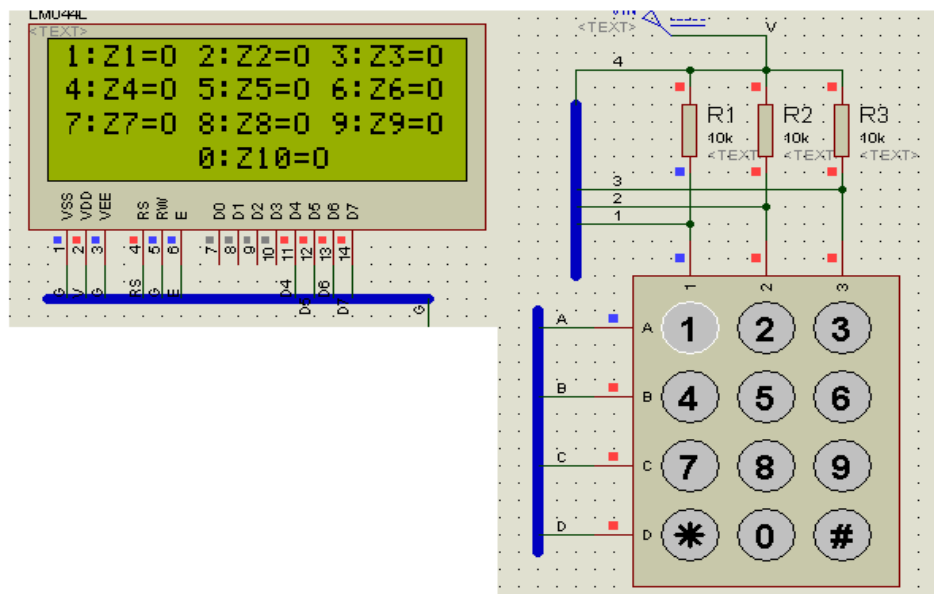 LM044L
<TEXT>
1:Z1=0 2:Z2=0 3:Z3=0
4:Z4=0 5:Z5=0 6:Z6=0
7:Z7=0 8:Z8=0 9:Z9=0
0:Z10=0
VSS VDD VEE RS RW E D0 D1 D2 D3 D4 D5 D6 D7
1 2 3 4 5 6 7 8 9 10 11 12 13 14
G V G RS G E D4 D5 D6 D7 G
VIN
<TEXT>
V
4
R1 R2 R3
10k 10k 10k
<TEXT> <TEXT> <TEXT>
3
2
1
1 2 3
A A 1 2 3
B B 4 5 6
C C 7 8 9
D D * 0 #